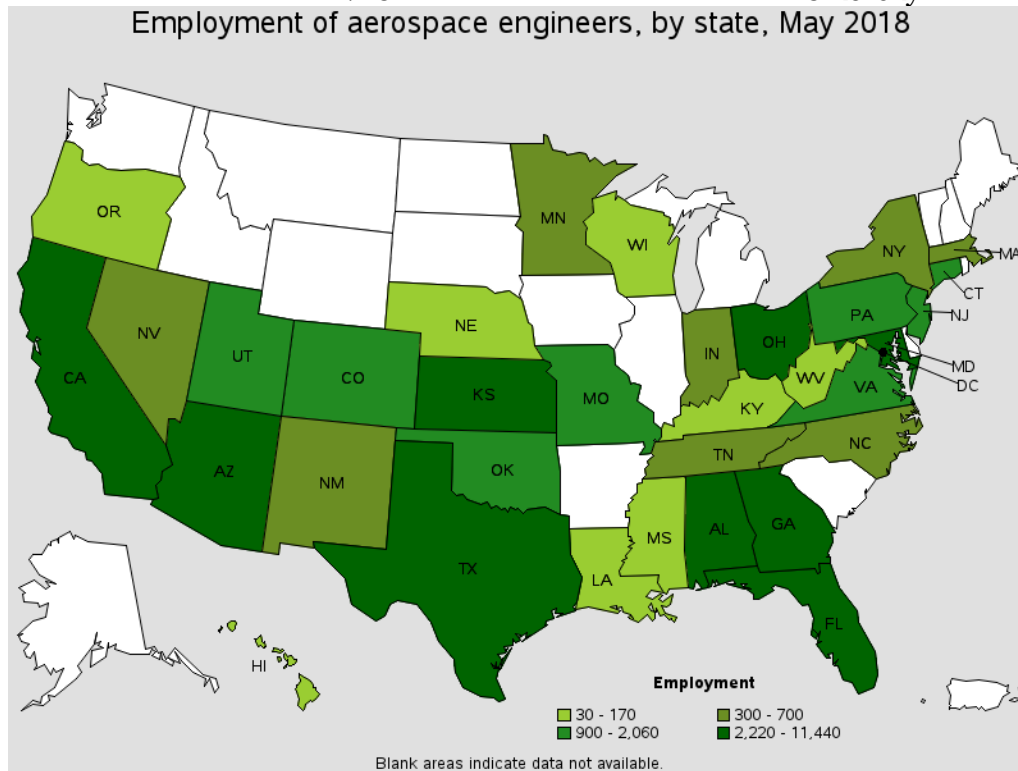 Employment of aerospace engineers, by state, May 2018
OR
MN
WI
NY
MA
CT
NJ
PA
NE
NV
IN
OH
UT
CO
CA
KS
MO
WV
VA
MD
DC
KY
AZ
NM
OK
TN
NC
MS
AL
GA
TX
LA
FL
HI
Employment
30 - 170
300 - 700
900 - 2,060
2,220 - 11,440
Blank areas indicate data not available.